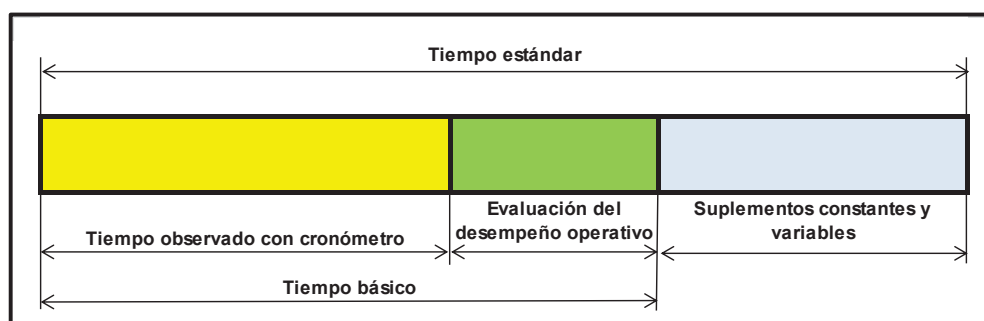 Tiempo estándar
Evaluación del
desempeño operativo
Suplementos constantes y
variables
Tiempo observado con cronómetro
Tiempo básico